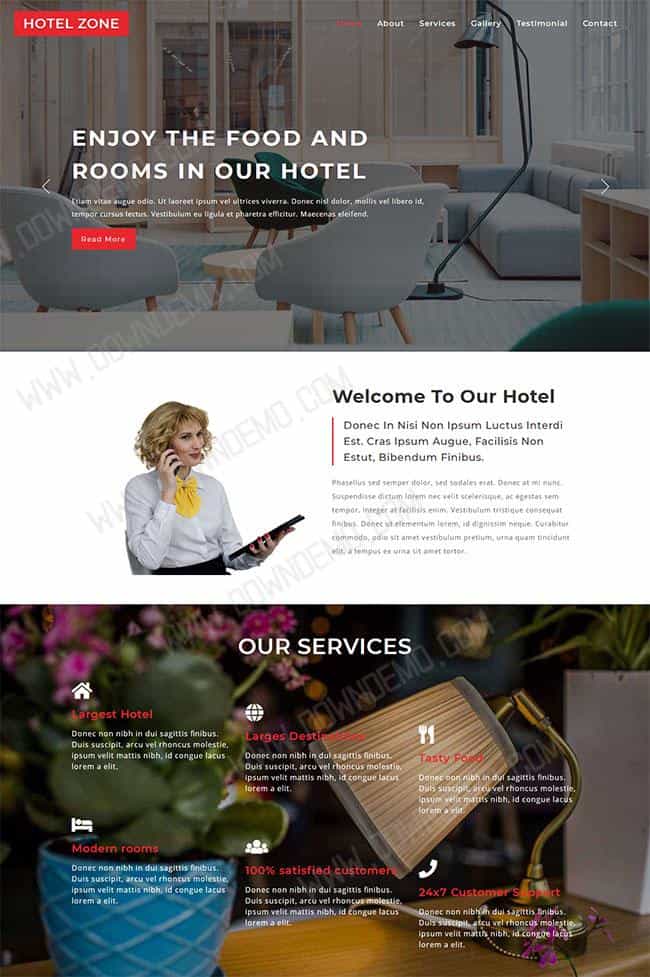 HOTEL ZONE
Home About Services Gallery Testimonial Contact
ENJOY THE FOOD AND
ROOMS IN OUR HOTEL
Etiam vitae augue odio. Ut laoreet ipsum vel ultrices viverra. Donec nisl dolor, mollis vel libero id,
tempor cursus lectus. Vestibulum eu ligula et pharetra efficitur. Maecenas eleifend.
Read More
WWW.DOWNDEMO.COM
Welcome To Our Hotel
Donec In Nisi Non Ipsum Luctus Interdi
Est. Cras Ipsum Augue, Facilisis Non
Estut, Bibendum Finibus.
Phasellus sed semper dolor, sed sodales erat. Donec at mi nunc.
Suspendisse dictum lorem nec velit scelerisque, ac egestas sem
tempor. Integer at facilisis enim. Vestibulum tristique consequat
finibus. Donec ut elementum lorem, id dignissim neque. Curabitur
commodo, odio sit amet vestibulum pretium, urna quam tincidunt
elit, a tempus ex urna sit amet tortor.
OUR SERVICES
Largest Hotel
Donec non nibh in dui sagittis finibus.
Duis suscipit, arcu vel rhoncus molestie,
ipsum velit mattis nibh, id congue lacus
lorem a elit.
Larges Destinations
Donec non nibh in dui sagittis finibus.
Duis suscipit, arcu vel rhoncus molestie,
ipsum velit mattis nibh, id congue lacus
lorem a elit.
Tasty Food
Donec non nibh in dui sagittis finibus.
Duis suscipit, arcu vel rhoncus molestie,
ipsum velit mattis nibh, id congue lacus
lorem a elit.
Modern rooms
Donec non nibh in dui sagittis finibus.
Duis suscipit, arcu vel rhoncus molestie,
ipsum velit mattis nibh, id congue lacus
lorem a elit.
100% satisfied customers
Donec non nibh in dui sagittis finibus.
Duis suscipit, arcu vel rhoncus molestie,
ipsum velit mattis nibh, id congue lacus
lorem a elit.
24x7 Customer Support
Donec non nibh in dui sagittis finibus.
Duis suscipit, arcu vel rhoncus molestie,
ipsum velit mattis nibh, id congue lacus
lorem a elit.